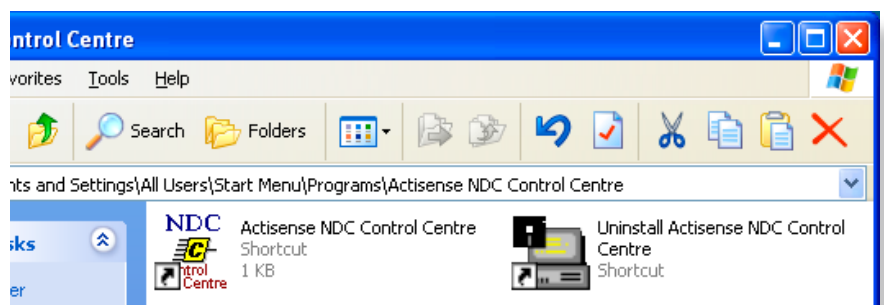 ntrol Centre
vorites Tools Help
Search Folders
nts and Settings\All Users\Start Menu\Programs\Actisense NDC Control Centre
sks
er
NDC
C
ntrol
Centre
Actisense NDC Control Centre
Shortcut
1 KB
Uninstall Actisense NDC Control
Centre
Shortcut